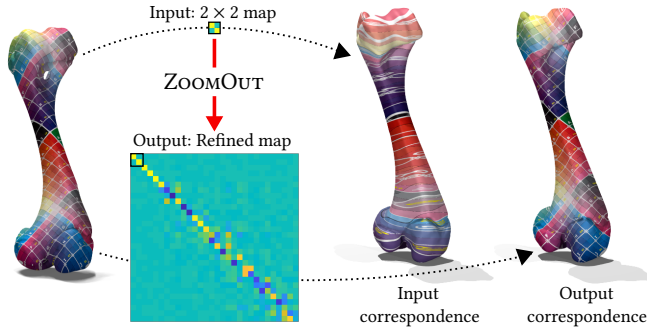 Input: 2 × 2 map
ZOOMOUT
Output: Refined map
Input
correspondence
Output
correspondence